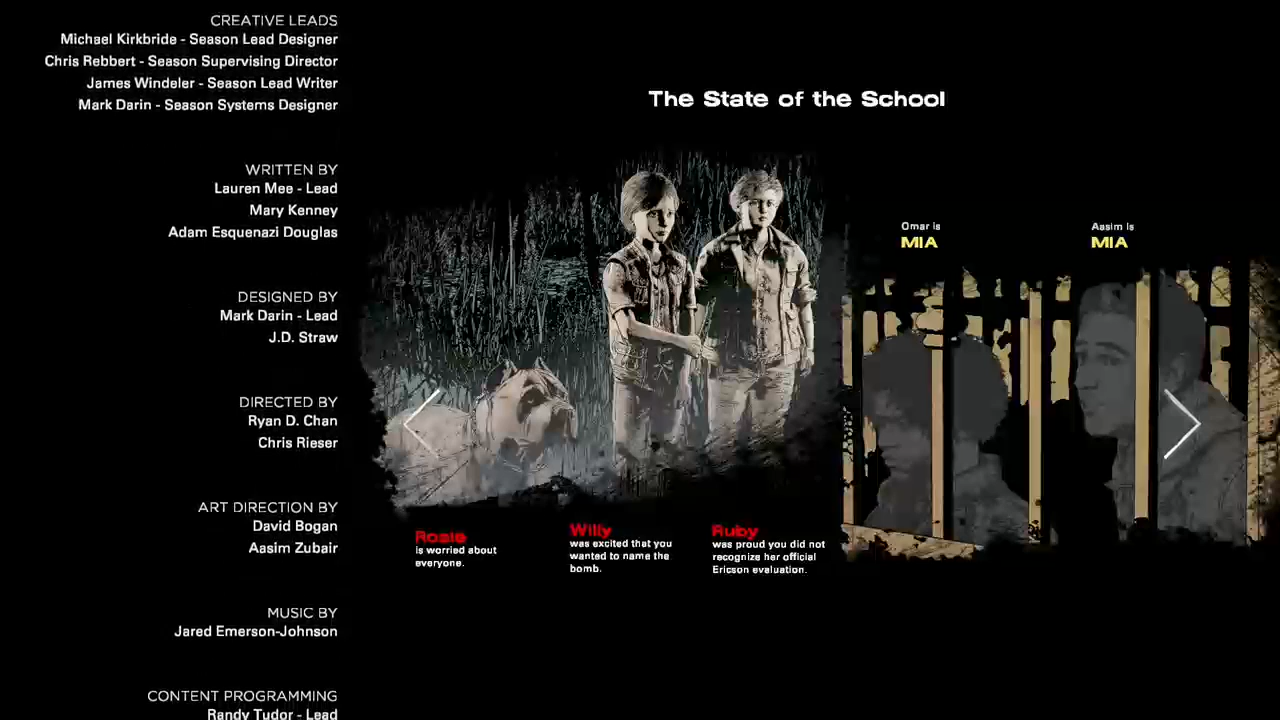 CREATIVE LEADS
Michael Kirkbride - Season Lead Designer
Chris Rebbert - Season Supervising Director
James Windeler - Season Lead Writer
Mark Darin - Season Systems Designer
WRITTEN BY
Lauren Mee - Lead
Mary Kenney
Adam Esquenazi Douglas
DESIGNED BY
Mark Darin - Lead
J.D. Straw
DIRECTED BY
Ryan D. Chan
Chris Rieser
ART DIRECTION BY
David Bogan
Aasim Zubair
MUSIC BY
Jared Emerson-Johnson
CONTENT PROGRAMMING
Randy Tudor - Lead
The State of the School
Omar is
MIA
Aasim is
MIA
Rosie
is worried about
everyone.
Willy
was excited that you
wanted to name the
bomb.
Ruby
was proud you did not
recognize her official
Ericson evaluation.